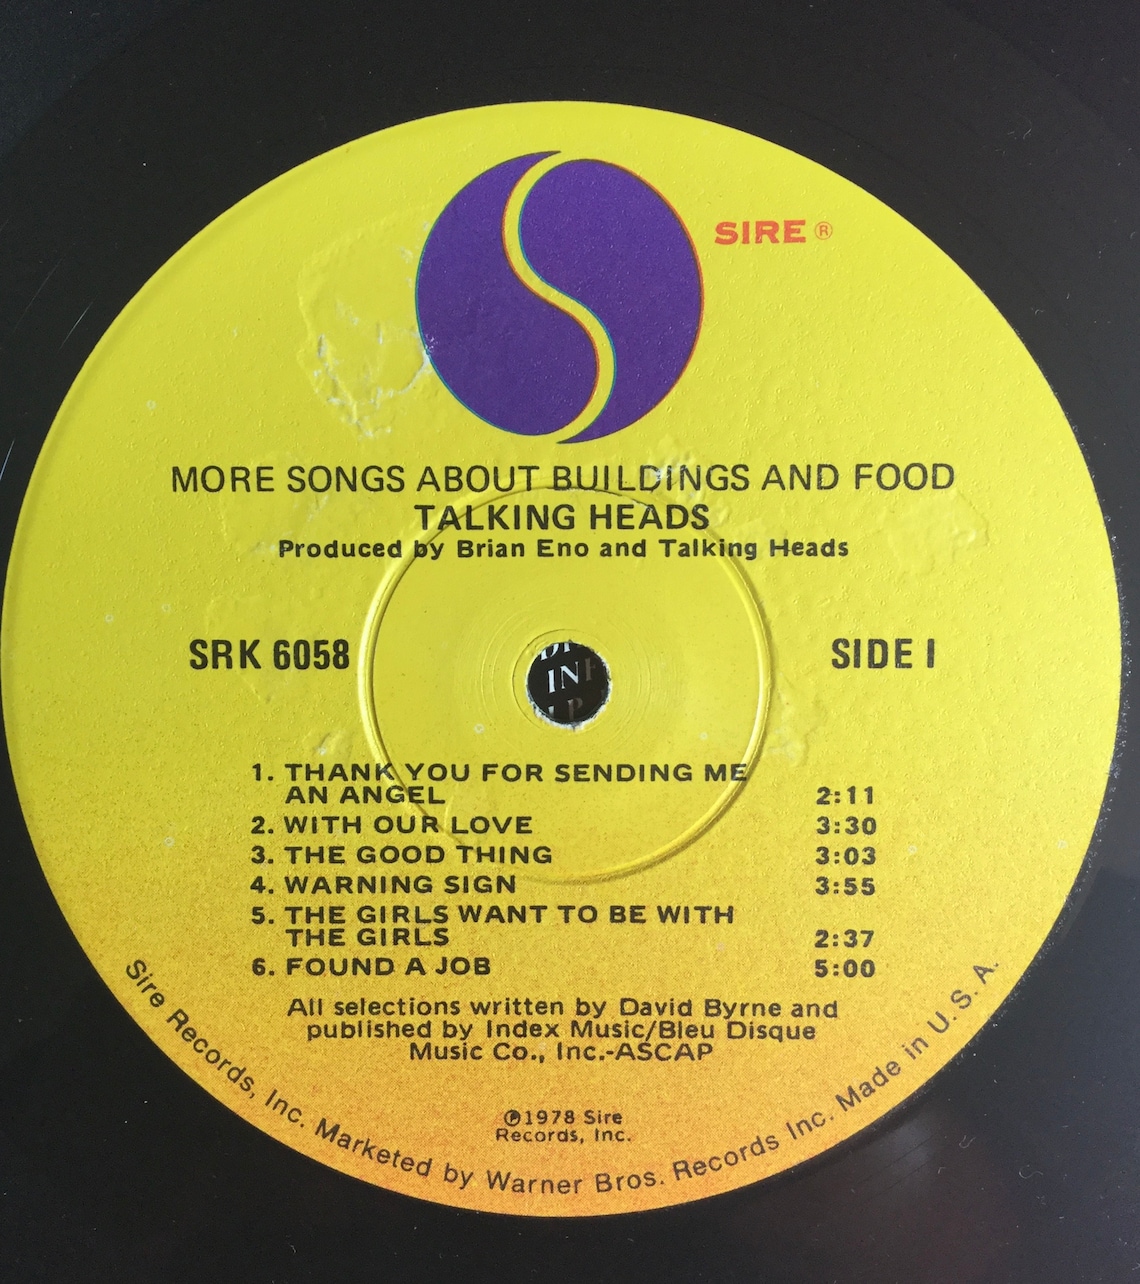 SIRE ®
MORE SONGS ABOUT BUILDINGS AND FOOD
TALKING HEADS
Produced by Brian Eno and Talking Heads
SRK 6058
SIDE I
IN
1. THANK YOU FOR SENDING ME
AN ANGEL 2:11
2. WITH OUR LOVE 3:30
3. THE GOOD THING 3:03
4. WARNING SIGN 3:55
5. THE GIRLS WANT TO BE WITH
THE GIRLS 2:37
6. FOUND A JOB 5:00
All selections written by David Byrne and
published by Index Music/Bleu Disque
Music Co., Inc.-ASCAP
℗1978 Sire
Records, Inc.
Sire Records, Inc. Marketed by Warner Bros. Records Inc. Made in U. S. A.